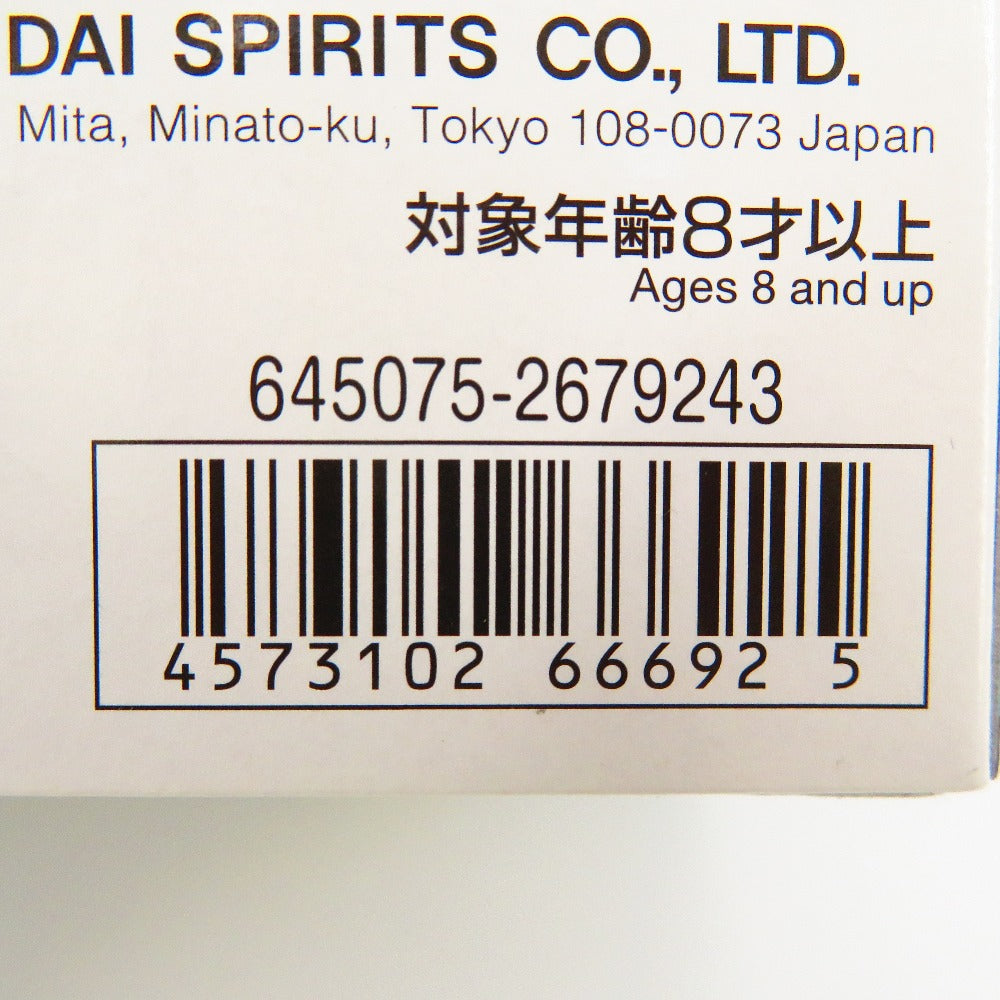 DAI SPIRITS CO., LTD.
Mita, Minato-ku, Tokyo 108-0073 Japan
対象年齢8才以上
Ages 8 and up
645075-2679243
4573102 66692 5